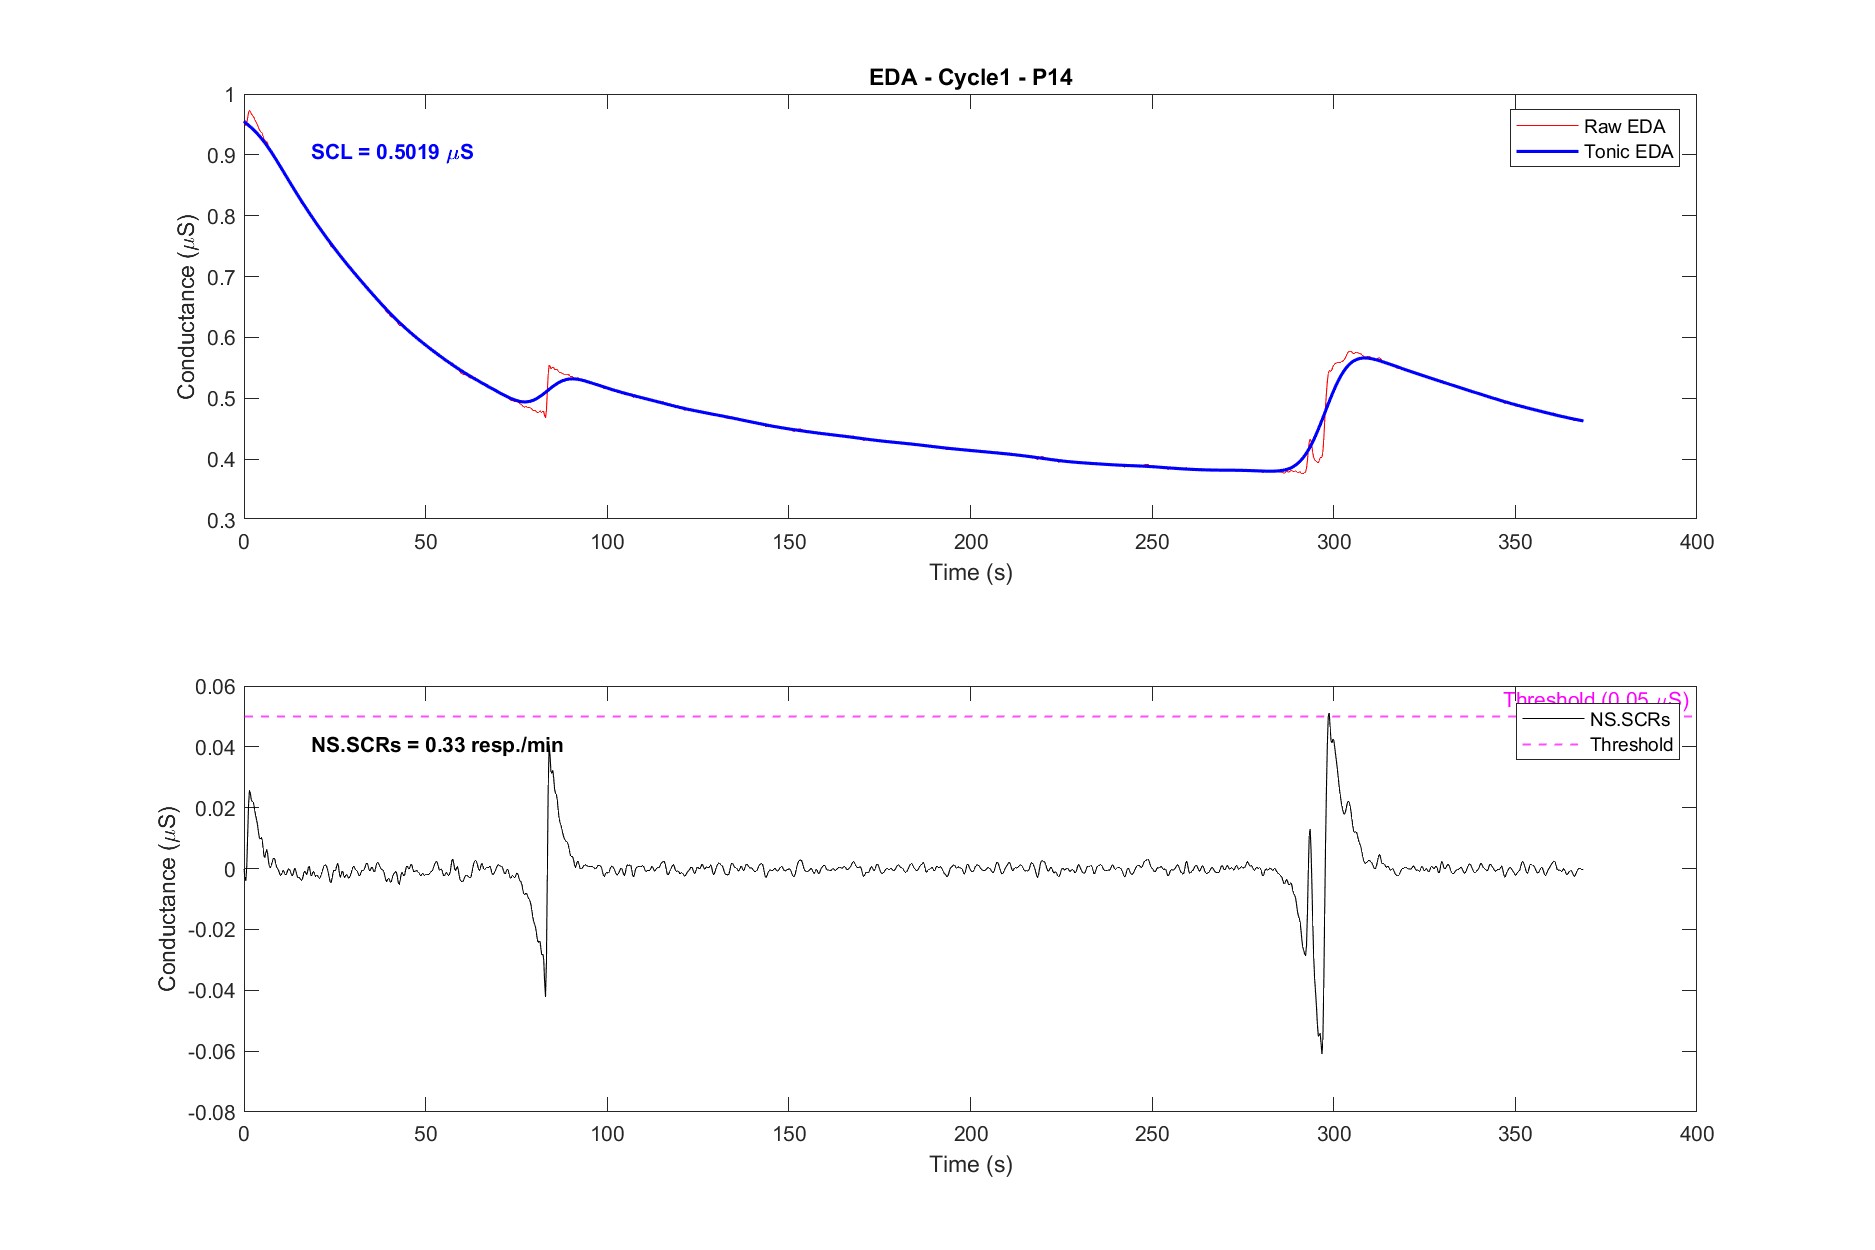 EDA - Cycle1 - P14
1
0.9
0.8
0.7
0.6
0.5
0.4
0.3
Conductance (μS)
SCL = 0.5019 μS
Raw EDA
Tonic EDA
0 50 100 150 200 250 300 350 400
Time (s)
0.06
0.04
0.02
0
-0.02
-0.04
-0.06
-0.08
Conductance (μS)
Threshold (0.05 μS)
NS.SCRs = 0.33 resp./min
NS.SCRs
Threshold
0 50 100 150 200 250 300 350 400
Time (s)